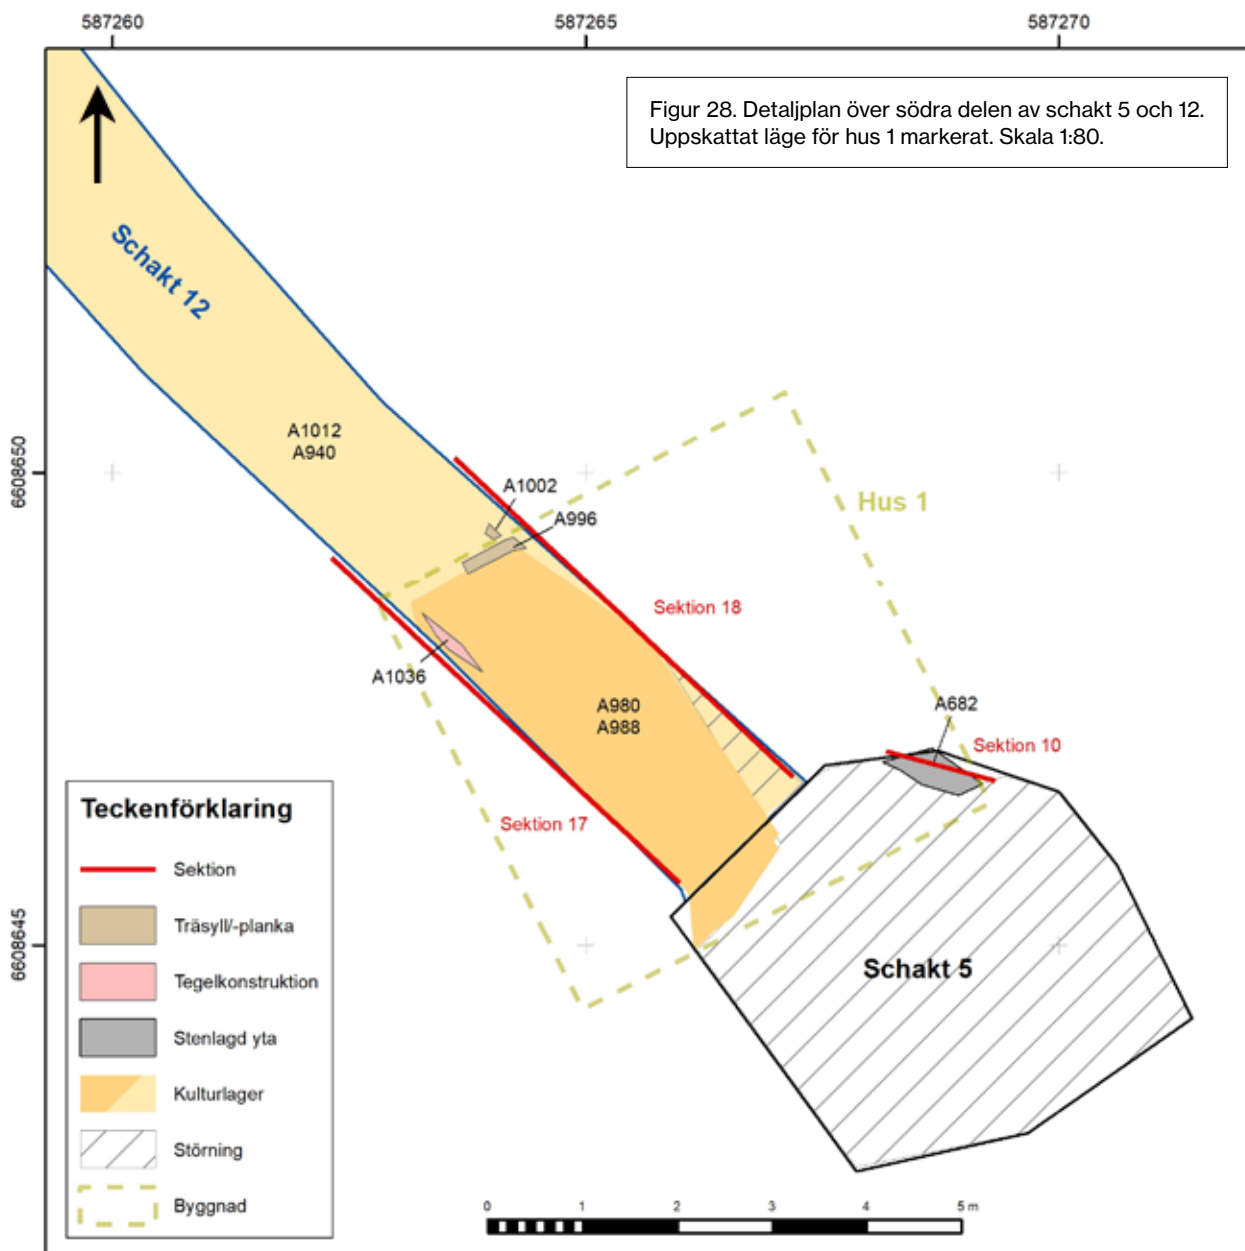 587260
587265
587270
Figur 28. Detaljplan över södra delen av schakt 5 och 12.
Uppskattat läge för hus 1 markerat. Skala 1:80.
Schakt 12
6608650
A1012
A940
A1002
A996
Hus 1
Sektion 18
A1036
A980
A988
A682
Sektion 10
Sektion 17
6608645
Schakt 5
Teckenförklaring
Sektion
Träsyll/-planka
Tegelkonstruktion
Stenlagd yta
Kulturlager
Störning
Byggnad
0 1 2 3 4 5 m